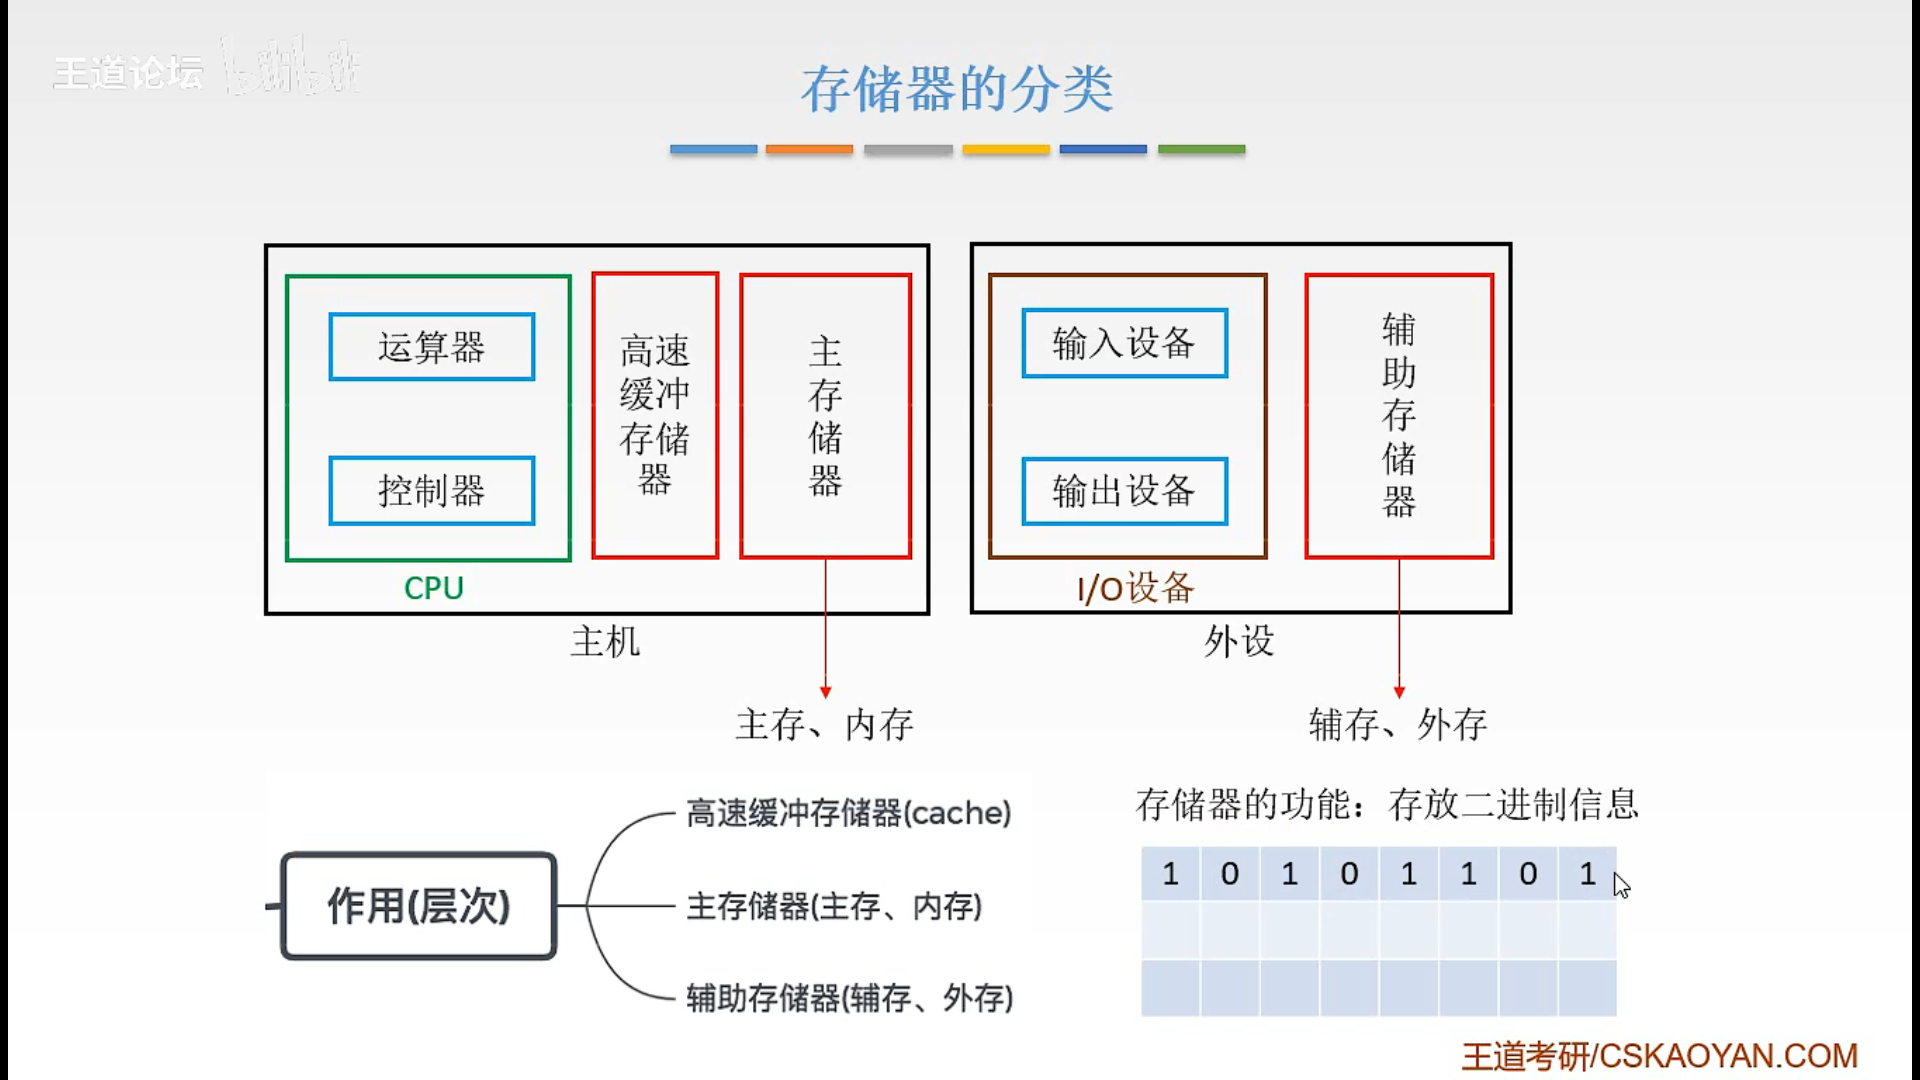 王道论坛 bilibili
存储器的分类
运算器
控制器
CPU
高速
缓冲
存储
器
主
存
储
器
主机
输入设备
输出设备
I/O设备
辅
助
存
储
器
外设
主存、内存
辅存、外存
作用(层次)
高速缓冲存储器(cache)
主存储器(主存、内存)
辅助存储器(辅存、外存)
存储器的功能：存放二进制信息
1 0 1 0 1 1 0 1
王道考研/CSKAOYAN.COM